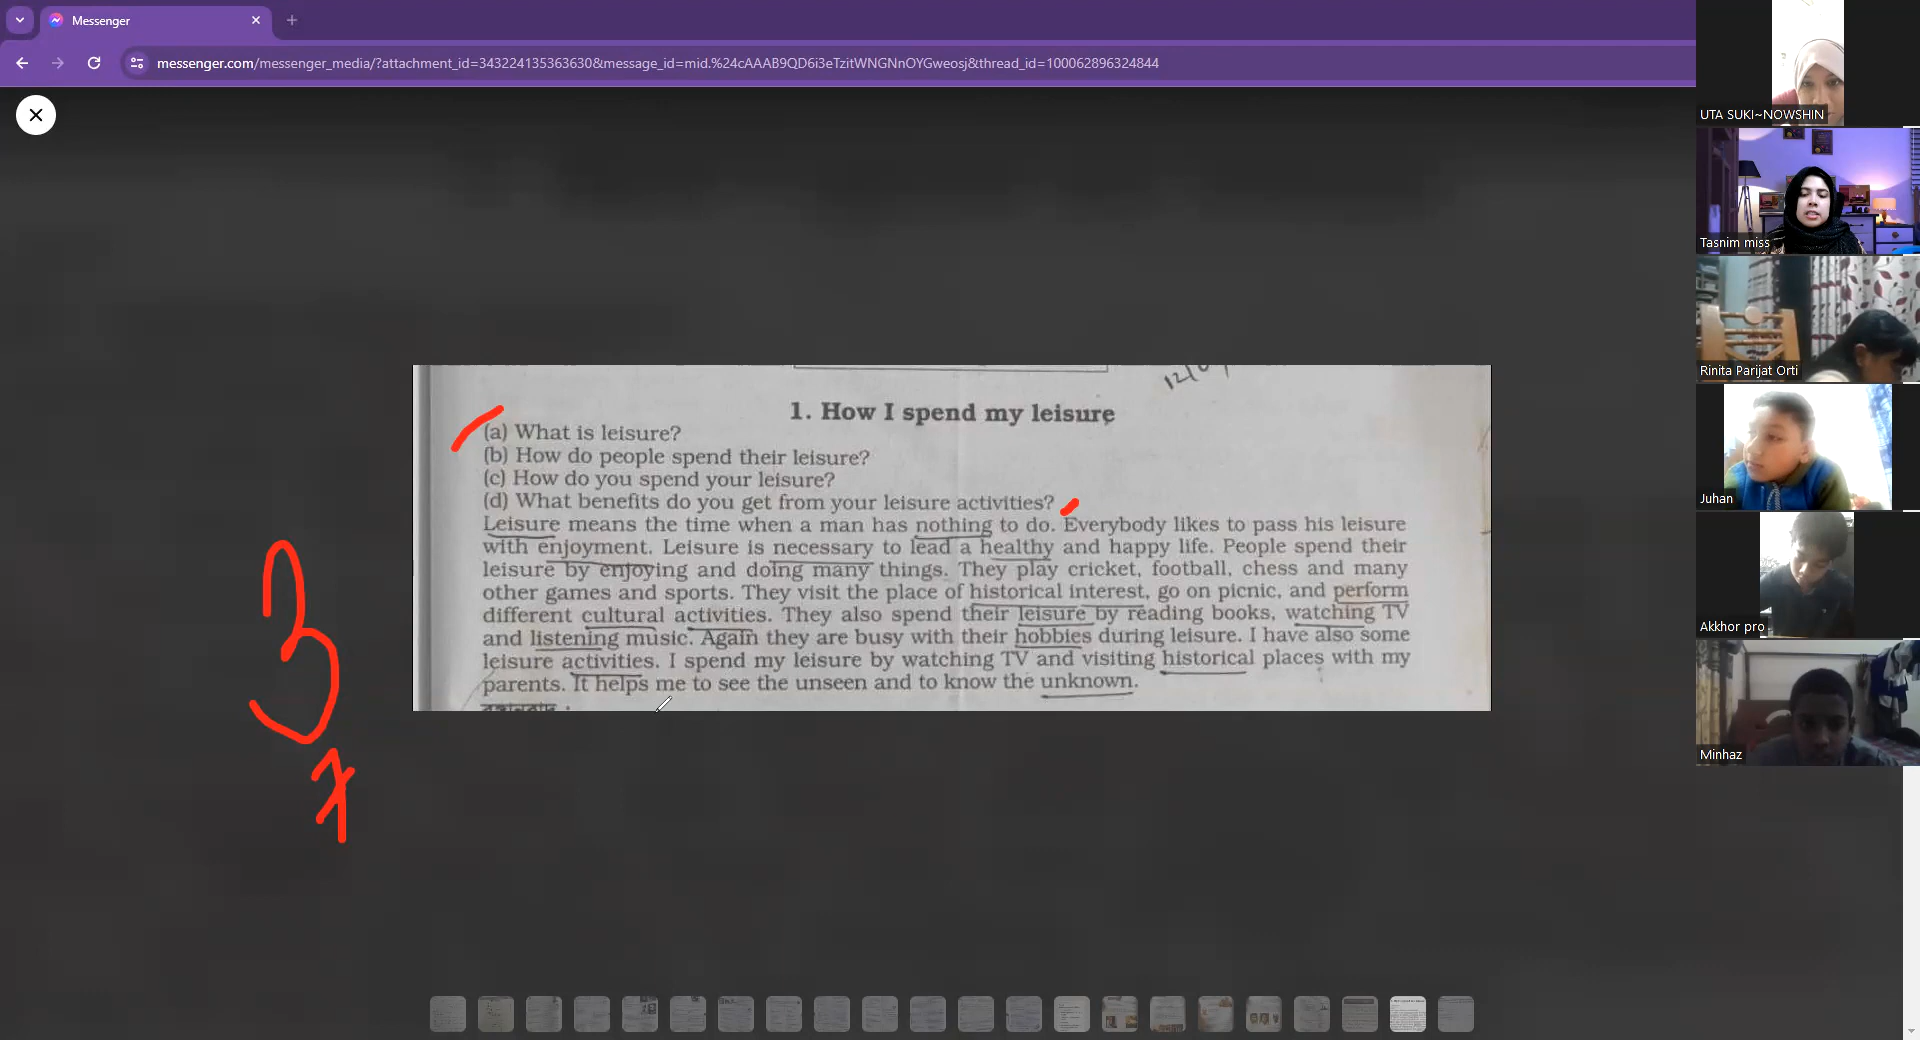 Messenger
messenger.com/messenger_media/?attachment_id=343224135363630&message_id=mid.%24cAAAB9QD6i3eTzitWNGNnOYGweosj&thread_id=100062896324844
UTA SUKI~NOWSHIN
Tasnim miss
Rinita Parijat Orti
Juhan
Akkhor pro
Minhaz
1. How I spend my leisure
(a) What is leisure?
(b) How do people spend their leisure?
(c) How do you spend your leisure?
(d) What benefits do you get from your leisure activities?
Leisure means the time when a man has nothing to do. Everybody likes to pass his leisure
with enjoyment. Leisure is necessary to lead a healthy and happy life. People spend their
leisure by enjoying and doing many things. They play cricket, football, chess and many
other games and sports. They visit the place of historical interest, go on picnic, and perform
different cultural activities. They also spend their leisure by reading books, watching TV
and listening music. Again they are busy with their hobbies during leisure. I have also some
leisure activities. I spend my leisure by watching TV and visiting historical places with my
parents. It helps me to see the unseen and to know the unknown.